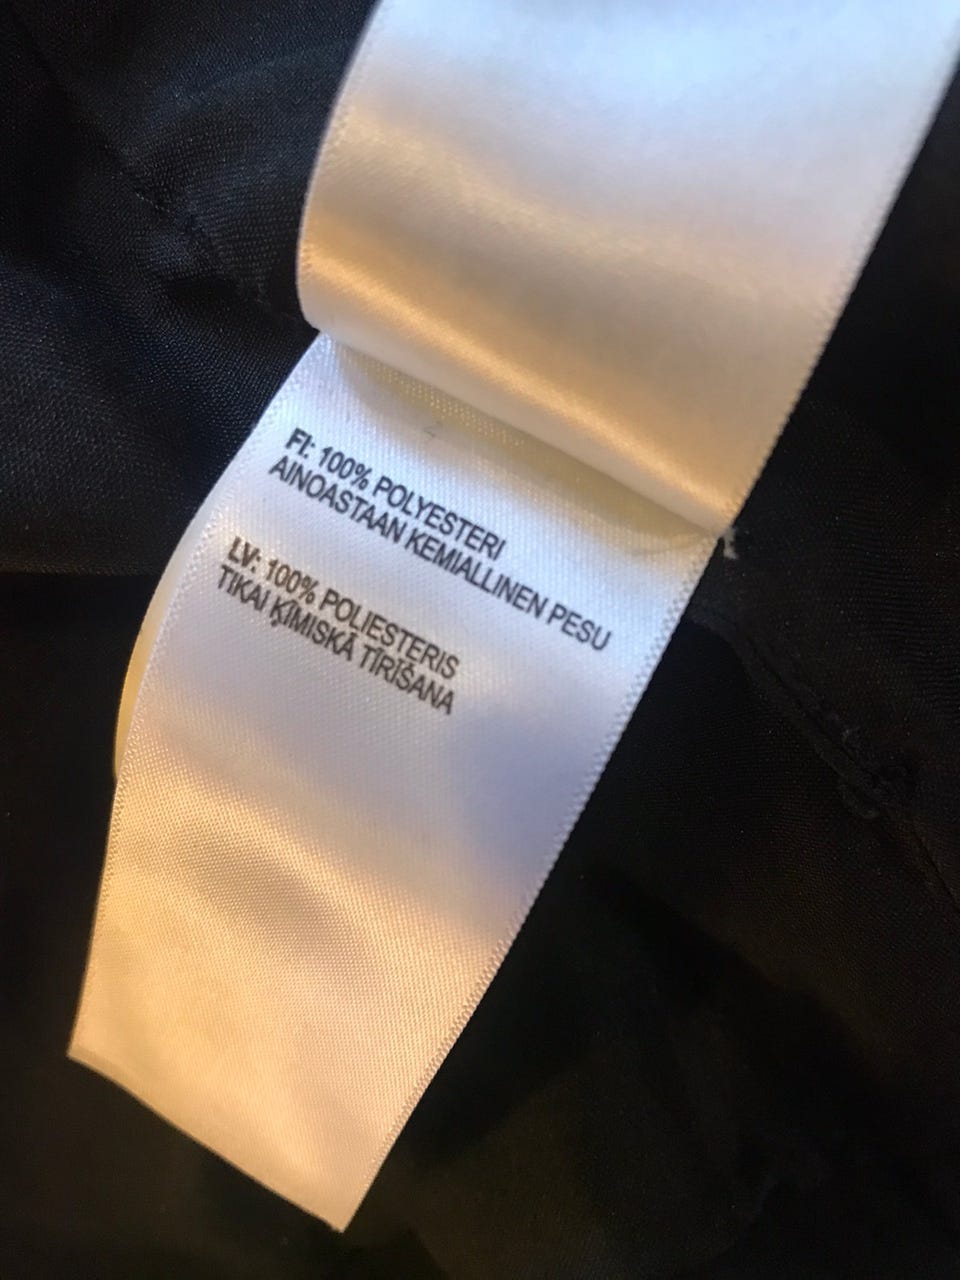 FI: 100% POLYESTERI
AINOASTAAN KEMIALLINEN PESU
LV: 100% POLIESTERIS
TIKAI ĶĪMISKĀ TĪRĪŠANA